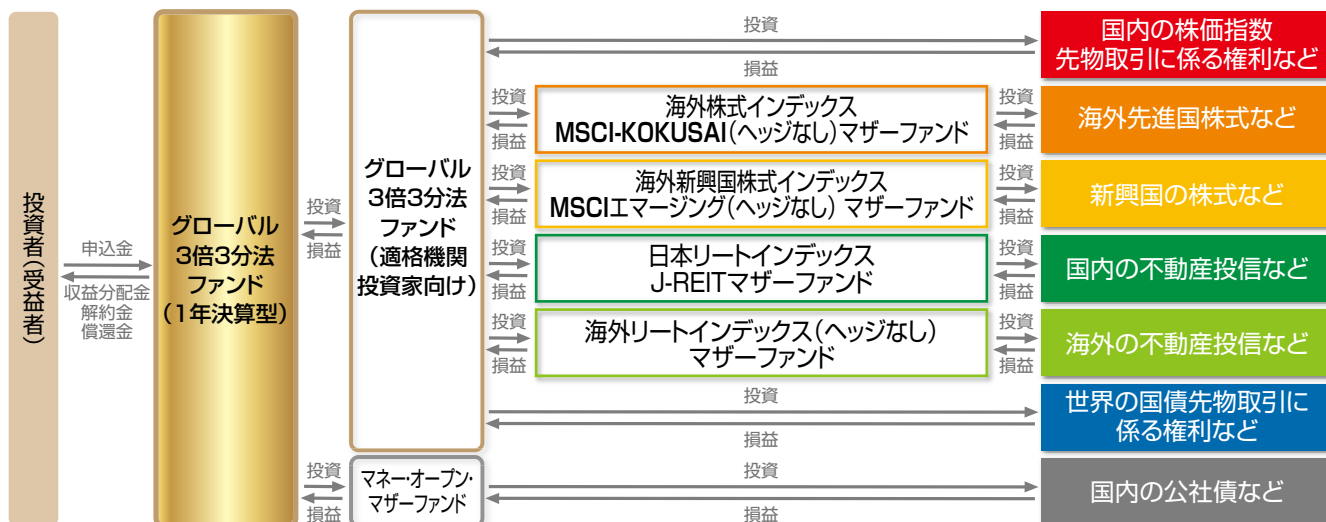 投資者（受益者）
申込金
収益分配金
解約金
償還金
グローバル
3倍3分法
ファンド
（1年決算型）
投資
損益
グローバル
3倍3分法
ファンド
（適格機関
投資家向け）
投資
損益
国内の株価指数
先物取引に係る権利など
投資
損益
海外株式インデックス
MSCI-KOKUSAI（ヘッジなし）マザーファンド
投資
損益
海外先進国株式など
投資
損益
海外新興国株式インデックス
MSCIエマージング（ヘッジなし） マザーファンド
投資
損益
新興国の株式など
投資
損益
日本リートインデックス
J-REITマザーファンド
投資
損益
国内の不動産投信など
投資
損益
海外リートインデックス（ヘッジなし）
マザーファンド
投資
損益
海外の不動産投信など
投資
損益
世界の国債先物取引に
係る権利など
投資
損益
マネー・オープン・
マザーファンド
投資
損益
国内の公社債など